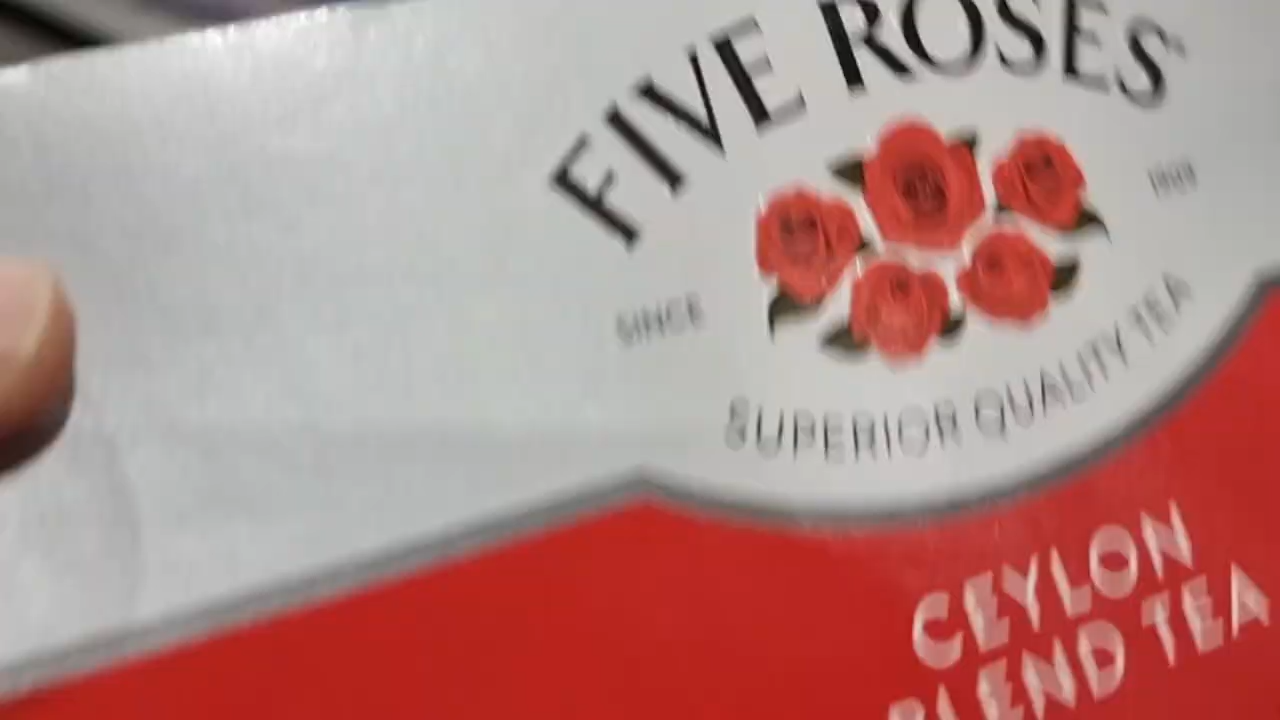 FIVE ROSES
SINCE
SUPERIOR QUALITY TEA
CEYLON
BLEND TEA